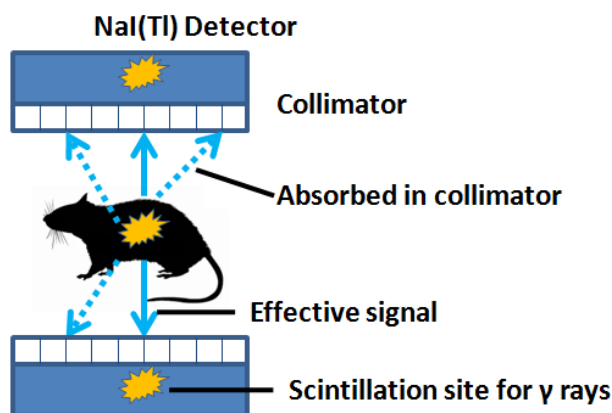 NaI(Tl) Detector
Collimator
Absorbed in collimator
Effective signal
Scintillation site for γ rays